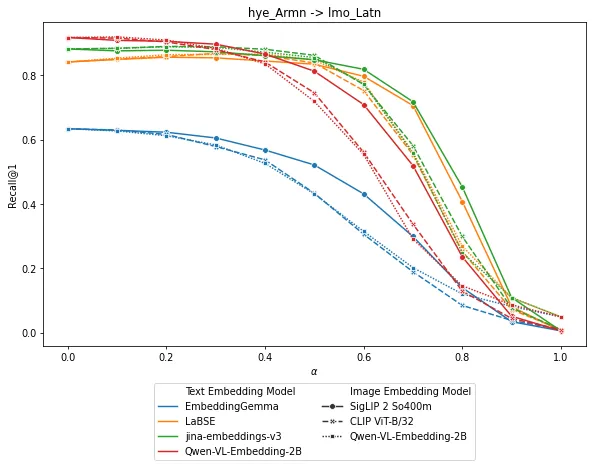 hye_Armn -> lmo_Latn
Recall@1
0.8
0.6
0.4
0.2
0.0
0.0 0.2 0.4 0.6 0.8 1.0
α
Text Embedding Model Image Embedding Model
EmbeddingGemma SigLIP 2 So400m
LaBSE CLIP ViT-B/32
jina-embeddings-v3 Qwen-VL-Embedding-2B
Qwen-VL-Embedding-2B